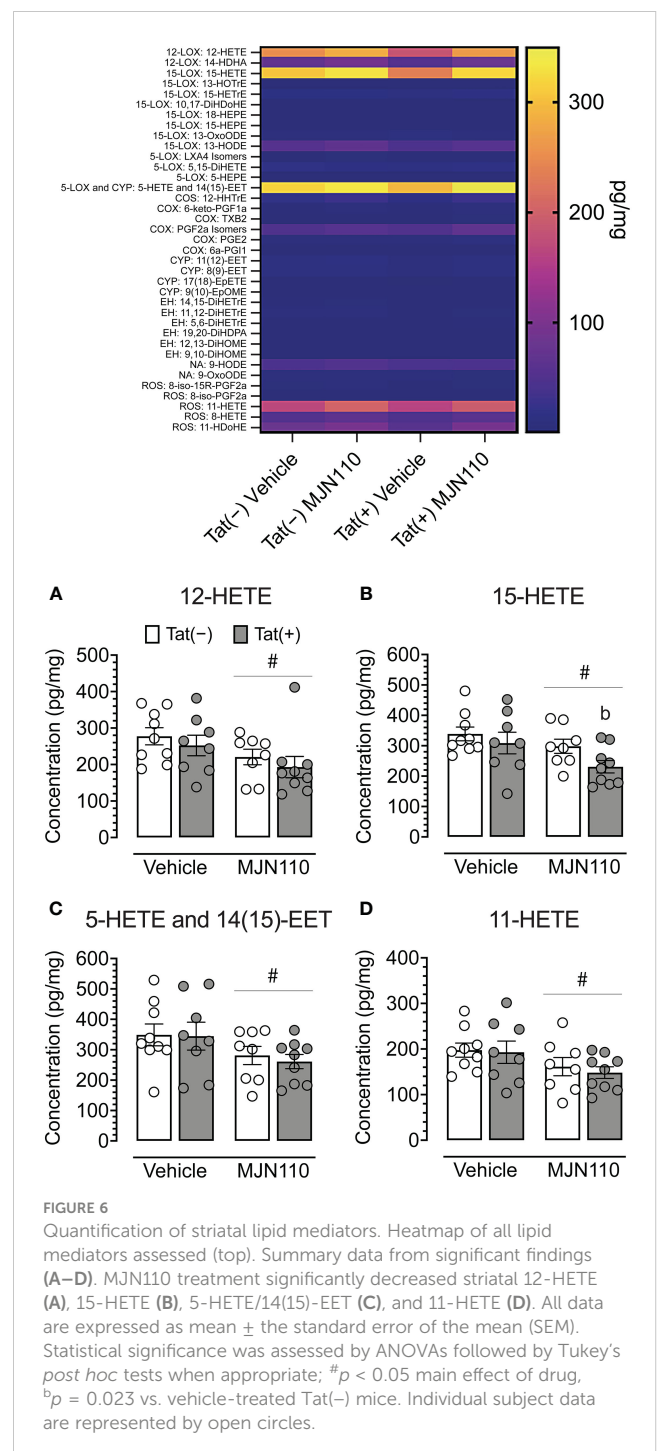 12-LOX: 12-HETE
12-LOX: 14-HDHA
15-LOX: 15-HETE
15-LOX: 13-HOTrE
15-LOX: 15-HETrE
15-LOX: 10,17-DiHDoHE
15-LOX: 18-HEPE
15-LOX: 15-HEPE
15-LOX: 13-OxoODE
15-LOX: 13-HODE
5-LOX: LXA4 Isomers
5-LOX: 5,15-DiHETE
5-LOX: 5-HEPE
5-LOX and CYP: 5-HETE and 14(15)-EET
COS: 12-HHTrE
COX: 6-keto-PGF1a
COX: TXB2
COX: PGF2a Isomers
COX: PGE2
COX: 6a-PGI1
CYP: 11(12)-EET
CYP: 8(9)-EET
CYP: 17(18)-EpETE
CYP: 9(10)-EpOME
EH: 14,15-DiHETrE
EH: 11,12-DiHETrE
EH: 5,6-DiHETrE
EH: 19,20-DiHDPA
EH: 12,13-DiHOME
EH: 9,10-DiHOME
NA: 9-HODE
NA: 9-OxoODE
ROS: 8-iso-15R-PGF2a
ROS: 8-iso-PGF2a
ROS: 11-HETE
ROS: 8-HETE
ROS: 11-HDoHE
300
200
100
pg/mg
Tat(−) Vehicle
Tat(−) MJN110
Tat(+) Vehicle
Tat(+) MJN110
A
12-HETE
Tat(−)
Tat(+)
Concentration (pg/mg)
500
400
300
200
100
0
#
Vehicle
MJN110
B
15-HETE
Concentration (pg/mg)
600
500
400
300
200
100
0
#
b
Vehicle
MJN110
C
5-HETE and 14(15)-EET
Concentration (pg/mg)
600
500
400
300
200
100
0
#
Vehicle
MJN110
D
11-HETE
Concentration (pg/mg)
400
300
200
100
0
#
Vehicle
MJN110
FIGURE 6
Quantification of striatal lipid mediators. Heatmap of all lipid
mediators assessed (top). Summary data from significant findings
(A–D). MJN110 treatment significantly decreased striatal 12-HETE
(A), 15-HETE (B), 5-HETE/14(15)-EET (C), and 11-HETE (D). All data
are expressed as mean ± the standard error of the mean (SEM).
Statistical significance was assessed by ANOVAs followed by Tukey's
post hoc tests when appropriate; #p < 0.05 main effect of drug,
bp = 0.023 vs. vehicle-treated Tat(–) mice. Individual subject data
are represented by open circles.